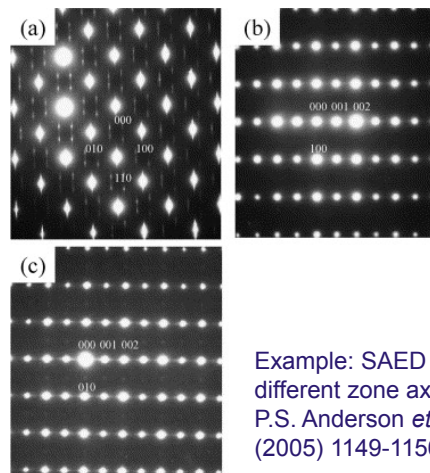 (a)
000
010 100
110
(b)
000 001 002
100
(c)
000 001 002
010
Example: SAED
different zone ax
P.S. Anderson et
(2005) 1149-1150